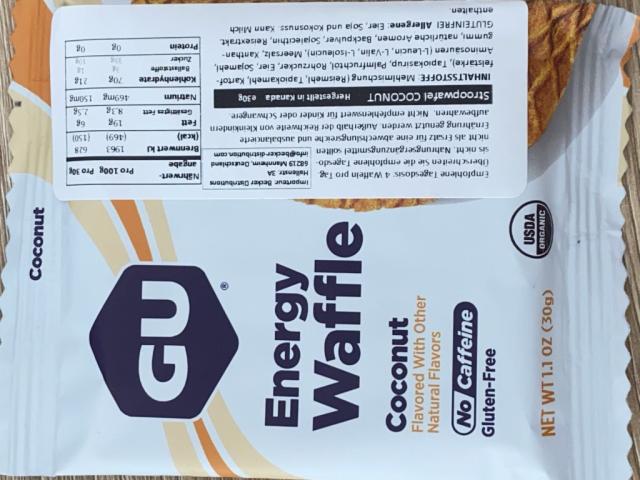 Coconut
GU
®
Energy
Waffle
Coconut
Flavored With Other
Natural Flavors
No Caffeine
Gluten-Free
NET WT 1.1 OZ (30g)
USDA
ORGANIC
Empfohlene Tagesdosis: 4 Waffeln pro Tag.
Überschreiten Sie die empfohlene Tagesdo-
sis nicht. Nahrungsergänzungsmittel sollten
nicht als Ersatz für eine abwechslungsreiche und ausbalancierte
Ernährung genutzt werden. Außerhalb der Reichweite von Kleinkindern
aufbewahren. Nicht empfehlenswert für Kinder oder Schwangere.
Importeur: Becker Distributions
Hafenstr. 3A
68219 Mannheim, Deutschland
info@becker-distribution.com
Stroopwafel COCONUT Hergestellt in Kanada e30g
INHALTSSTOFFE: Mehlmischung (Reismehl, Tapiokamehl, Kartof-
felstärke), Tapiokasirup, Palmfruchtöl, Rohrzucker, Eier, Sojamehl,
Aminosäuren (L-Leucin, L-Valin, L-Isoleucin), Meersalz, Xanthan-
gummi, natürliche Aromen, Backpulver, Sojalecithin, Reisextrakt.
GLUTENFREI Allergene: Eier, Soja und Kokosnuss. Kann Milch
enthalten
Nährwert-
angabe Pro 100g Pro 30g
Brennwert kJ 1963 628
(kcal) (469) (150)
Fett 19g 6g
Gesättigtes Fett 8.3g 2,5g
Natrium 469mg 150mg
Kohlenhydrate 70g 21g
Ballaststoffe
Zucker
Protein 0g 0g